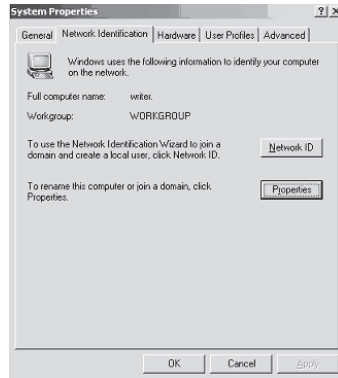 System Properties
? x
General Network Identification Hardware User Profiles Advanced
Windows uses the following information to identify your computer
on the network.
Full computer name: writer.
Workgroup: WORKGROUP
To use the Network Identification Wizard to join a
domain and create a local user, click Network ID.
Network ID
To rename this computer or join a domain, click
Properties.
Properties
OK Cancel Apply